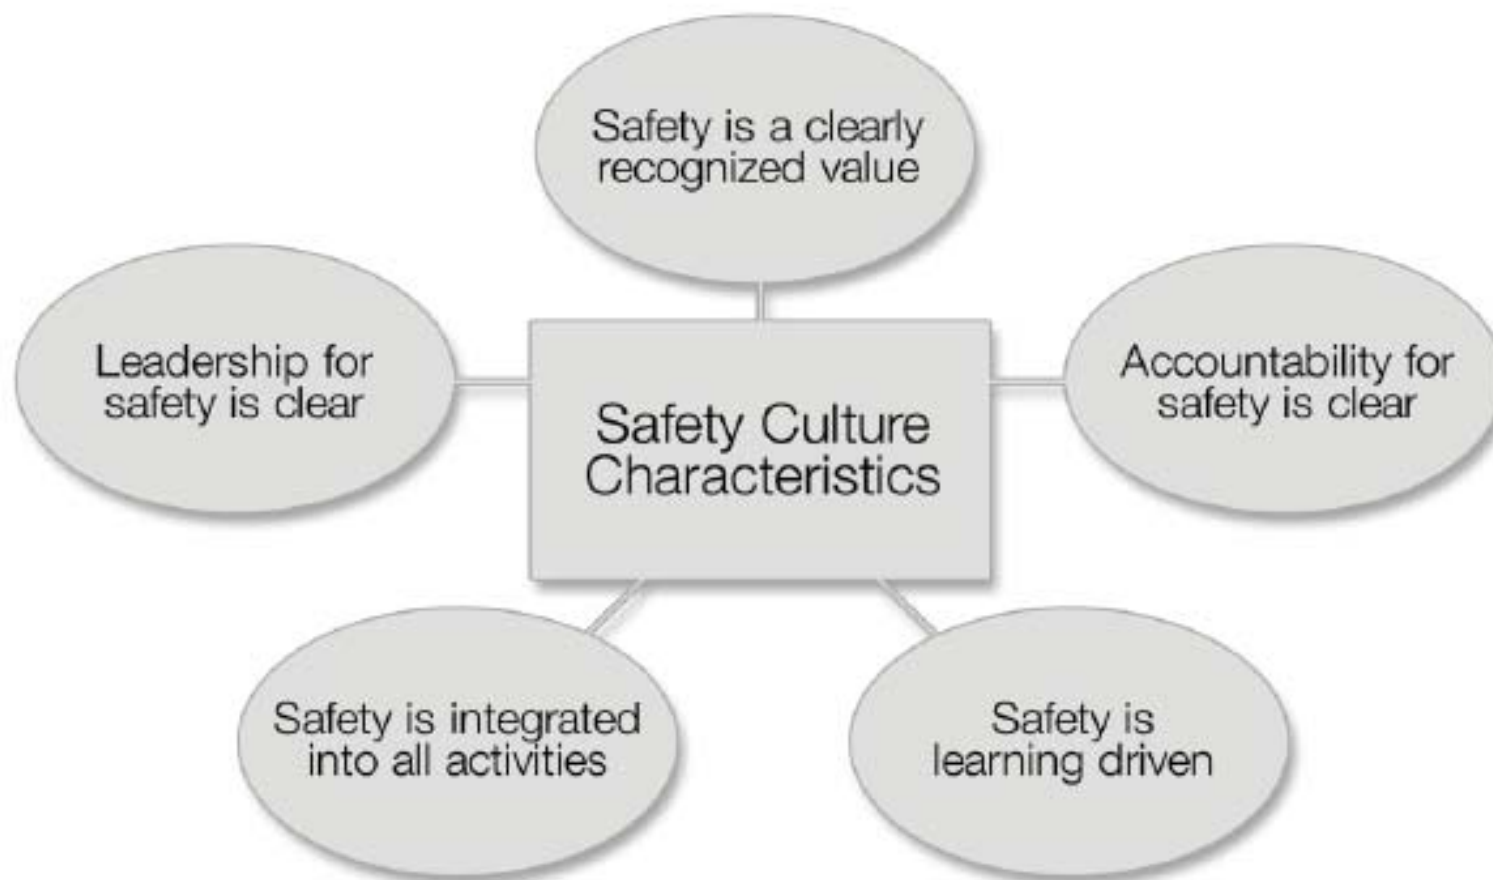 Safety is a clearly
recognized value
Leadership for
safety is clear
Accountability for
safety is clear
Safety Culture
Characteristics
Safety is integrated
into all activities
Safety is
learning driven